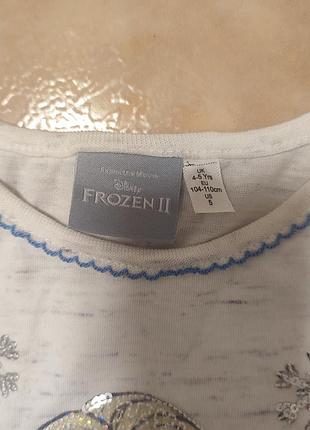 Disney
FROZEN II
UK
4-5 Yrs
EU
104-110cm
US
5